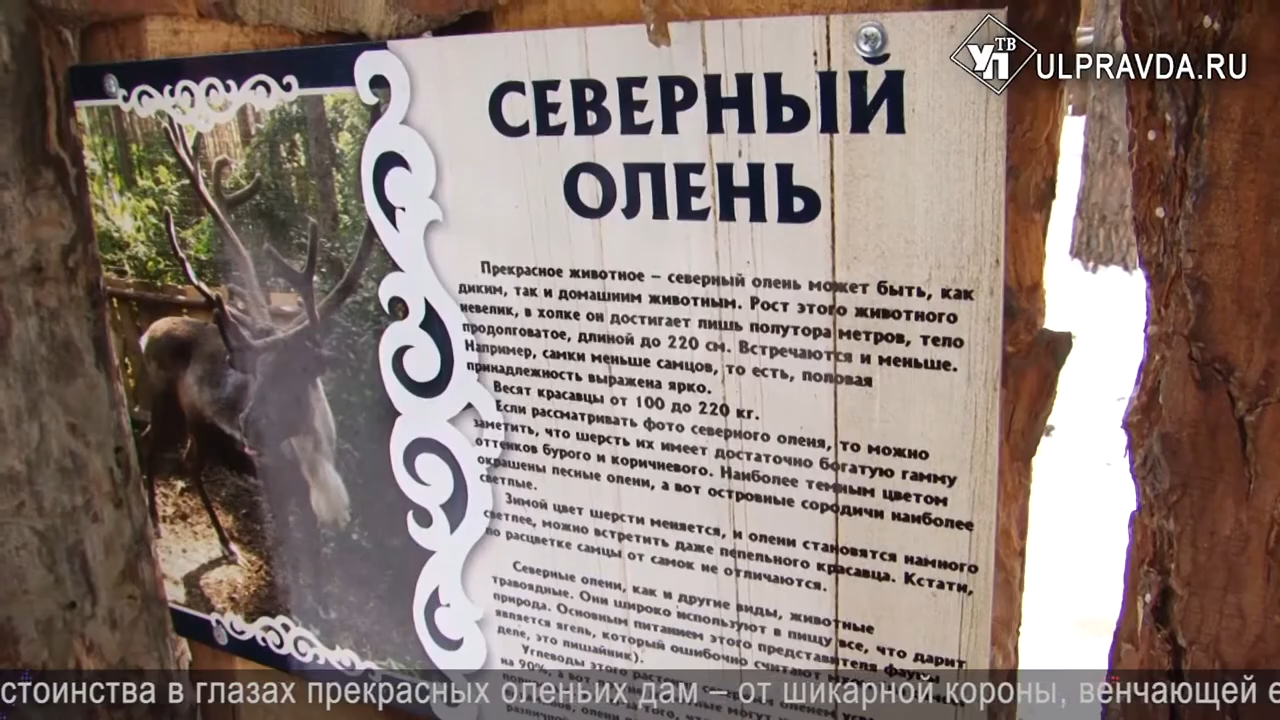 УП ТВ ULPRAVDA.RU
СЕВЕРНЫЙ
ОЛЕНЬ
Прекрасное животное – северный олень может быть, как
диким, так и домашним животным. Рост этого животного
невелик, в холке он достигает лишь полутора метров, тело
продолговатое, длиной до 220 см. Встречаются и меньше.
Например, самки меньше самцов, то есть, половая
принадлежность выражена ярко.
Весят красавцы от 100 до 220 кг.
Если рассматривать фото северного оленя, то можно
заметить, что шерсть их имеет достаточно богатую гамму
оттенков бурого и коричневого. Наиболее темным цветом
окрашены лесные олени, а вот островные сородичи наиболее
светлые.
Зимой цвет шерсти меняется, и олени становятся намного
светлее, можно встретить даже пепельного красавца. Кстати,
по расцветке самцы от самок не отличаются.
Северные олени, как и другие виды, животные
травоядные. Они широко используют в пищу все, что дарит
природа. Основным питанием этого представителя фауны
является ягель, который ошибочно считают
деле, это лишайник).
Углеводы этого
на 90%, а вот
стоинства в глазах прекрасных оленьих дам – от шикарной короны, венчающей е